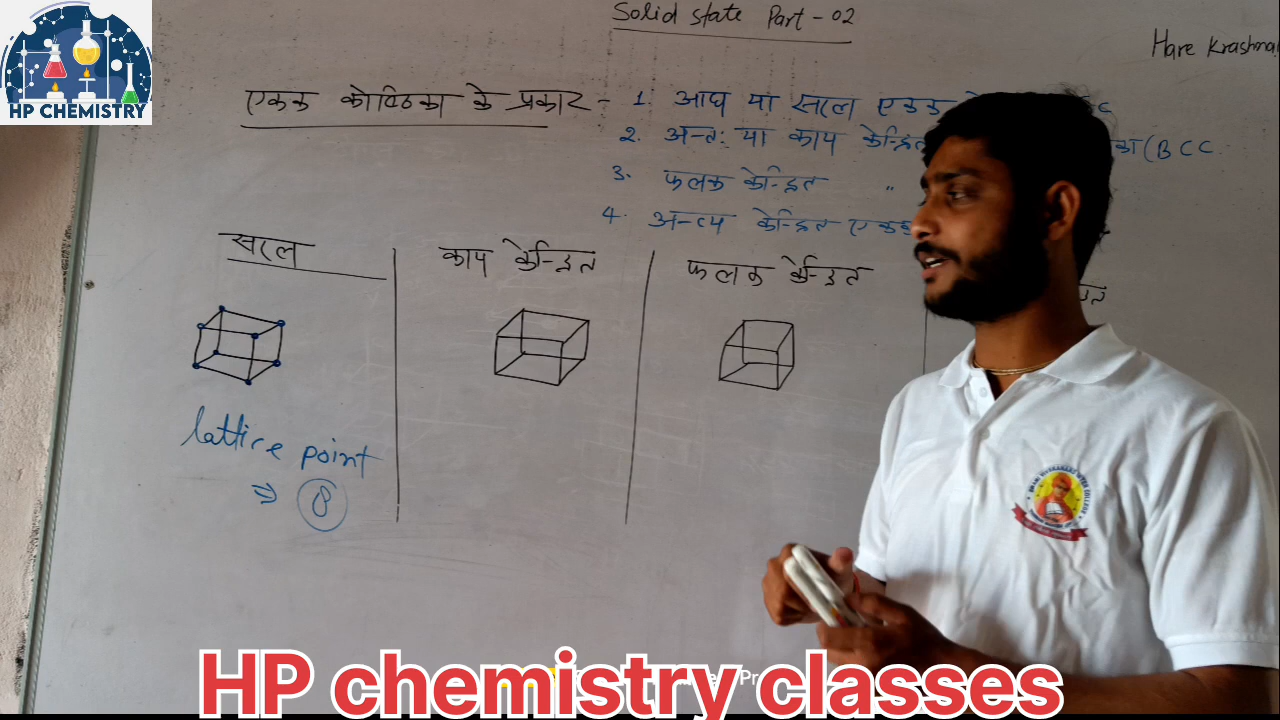 Solid state Part - 02
Hare Krashna
HP CHEMISTRY
एकक कोष्ठिका के प्रकार -
1. आद्य या सरल एकक
2. अन्त: या काय केन्द्रित का (BCC
3. फलक केन्द्रित "
4. अन्त्य केन्द्रित एकक
सरल
काय केन्द्रित
फलक केन्द्रित
lattice point
⇒ 8
HP chemistry classes